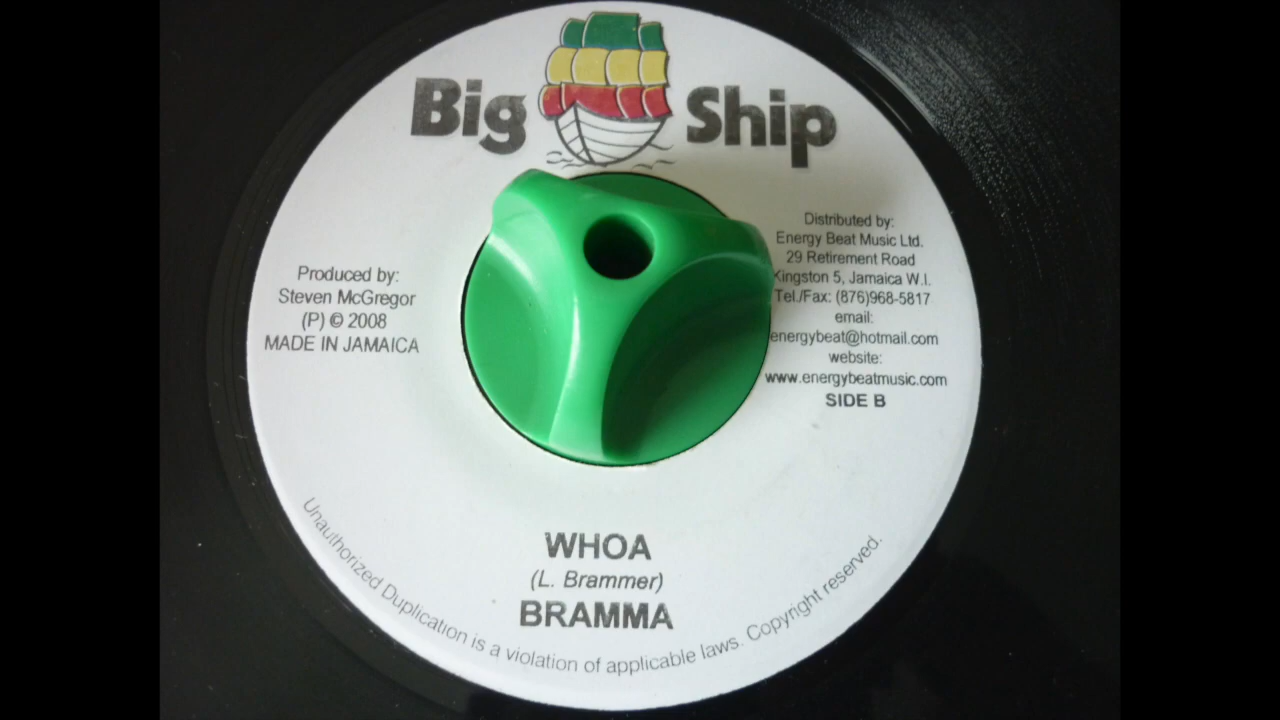 Big Ship
Produced by:
Steven McGregor
(P) © 2008
MADE IN JAMAICA
Distributed by:
Energy Beat Music Ltd.
29 Retirement Road
Kingston 5, Jamaica W.I.
Tel./Fax: (876)968-5817
email:
energybeat@hotmail.com
website:
www.energybeatmusic.com
SIDE B
WHOA
(L. Brammer)
BRAMMA
Unauthorized Duplication is a violation of applicable laws. Copyright reserved.